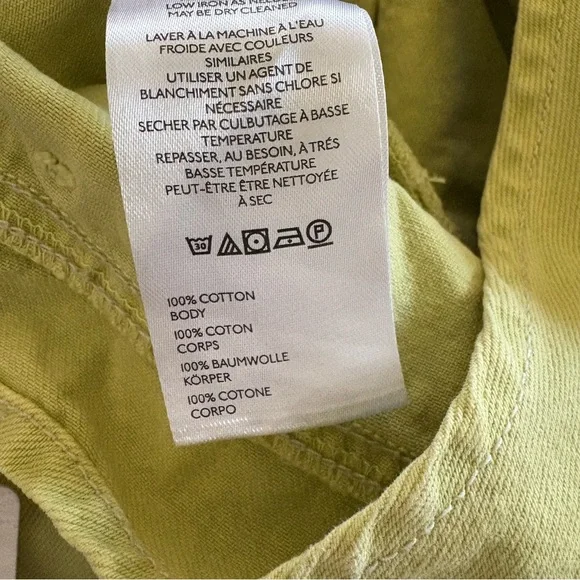 LOW IRON AS NEEDED
MAY BE DRY CLEANED
LAVER À LA MACHINE À L'EAU
FROIDE AVEC COULEURS
SIMILAIRES
UTILISER UN AGENT DE
BLANCHIMENT SANS CHLORE SI
NÉCESSAIRE
SECHER PAR CULBUTAGE À BASSE
TEMPERATURE
REPASSER, AU BESOIN, À TRÉS
BASSE TEMPÉRATURE
PEUT-ÊTRE ÊTRE NETTOYÉE
À SEC
30
P
100% COTTON
BODY
100% COTON
CORPS
100% BAUMWOLLE
KÖRPER
100% COTONE
CORPO